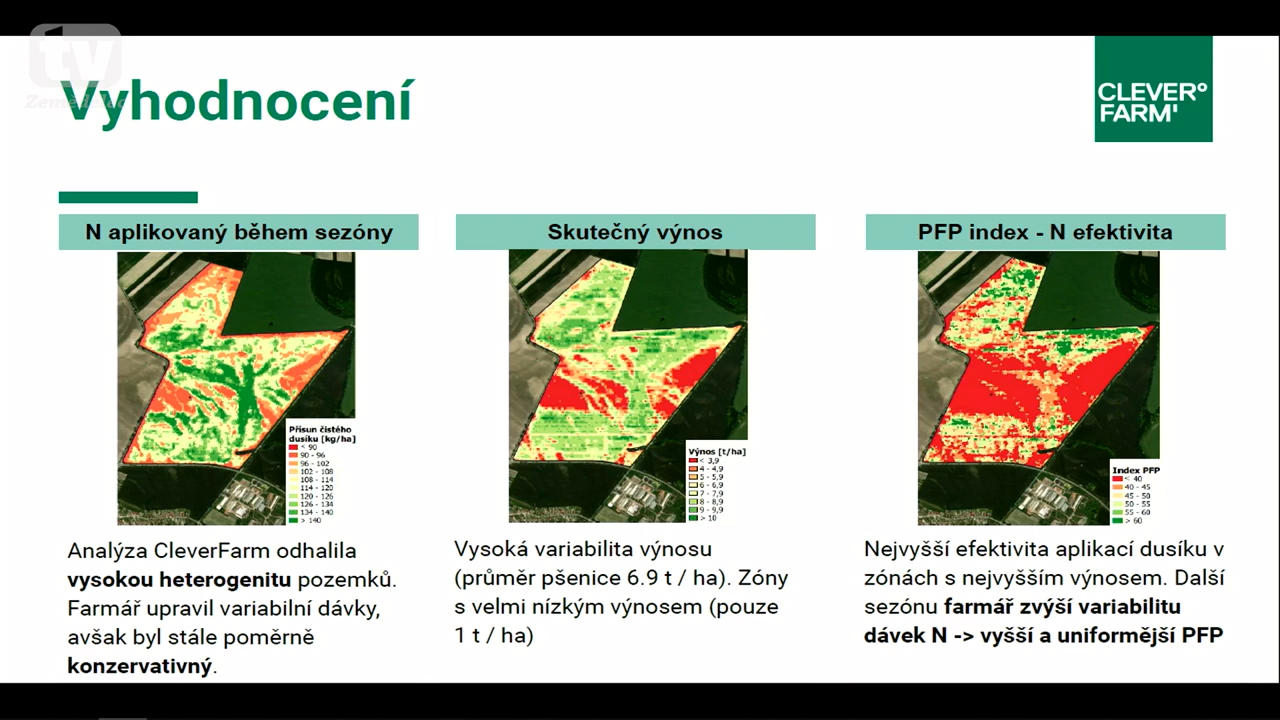 tv
Zemědělec
Vyhodnocení
CLEVER°
FARM'
N aplikovaný během sezóny
Přísun čistého
dusíku [kg/ha]
< 90
90 - 96
96 - 102
102 - 108
108 - 114
114 - 120
120 - 126
126 - 134
134 - 140
> 140
Analýza CleverFarm odhalila
vysokou heterogenitu pozemků.
Farmář upravil variabilní dávky,
avšak byl stále poměrně
konzervativný.
Skutečný výnos
Výnos [t/ha]
< 3,9
4 - 4,9
5 - 5,9
6 - 6,9
7 - 7,9
8 - 8,9
9 - 9,9
> 10
Vysoká variabilita výnosu
(průměr pšenice 6.9 t / ha). Zóny
s velmi nízkým výnosem (pouze
1 t / ha)
PFP index - N efektivita
Index PFP
< 40
40 - 45
45 - 50
50 - 55
55 - 60
> 60
Nejvyšší efektivita aplikací dusíku v
zónách s nejvyšším výnosem. Další
sezónu farmář zvýší variabilitu
dávek N -> vyšší a uniformější PFP